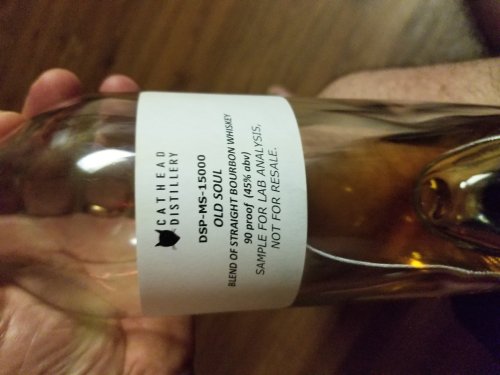 CATHEAD
DISTILLERY
DSP-MS-15000
OLD SOUL
BLEND OF STRAIGHT BOURBON WHISKEY
90 proof (45% abv)
SAMPLE FOR LAB ANALYSIS,
NOT FOR RESALE.